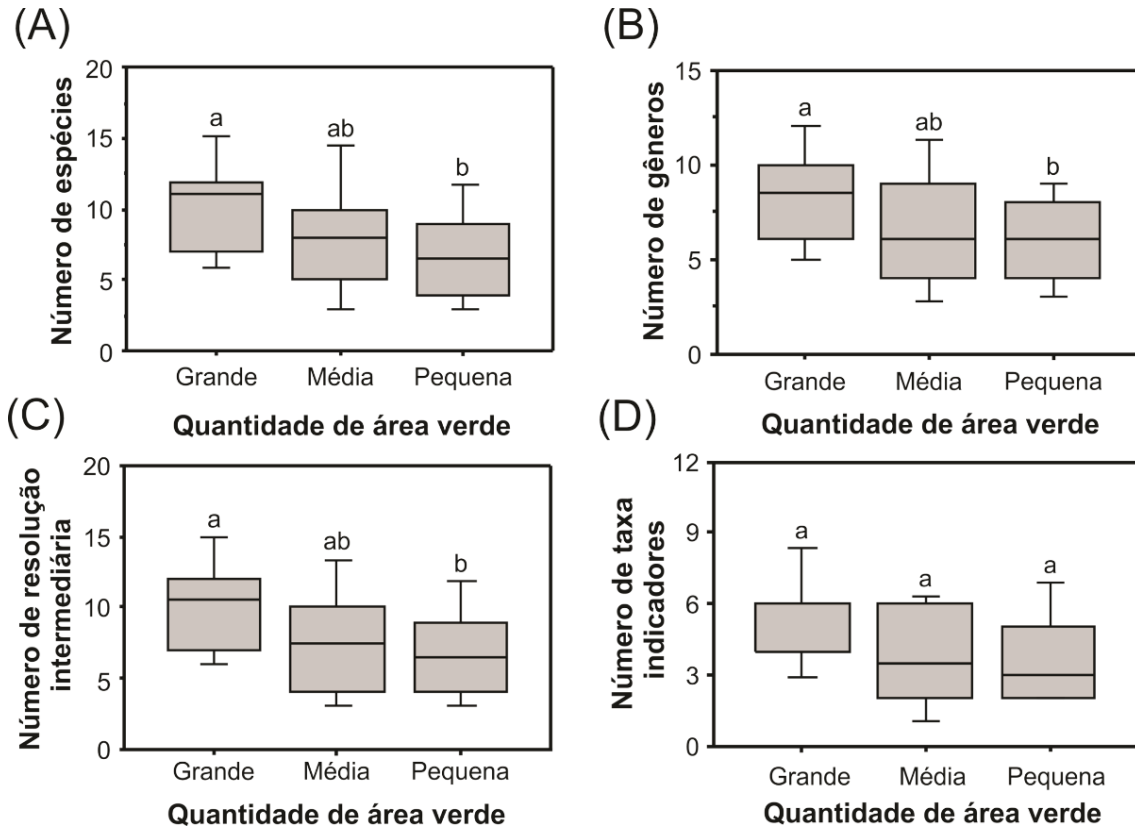 (A)
Número de espécies
20
15
10
5
0
a
ab
b
Grande Média Pequena
Quantidade de área verde
(B)
Número de gêneros
15
10
5
0
a
ab
b
Grande Média Pequena
Quantidade de área verde
(C)
Número de resolução
intermediária
20
15
10
5
0
a
ab
b
Grande Média Pequena
Quantidade de área verde
(D)
Número de taxa
indicadores
12
9
6
3
0
a
a
a
Grande Média Pequena
Quantidade de área verde